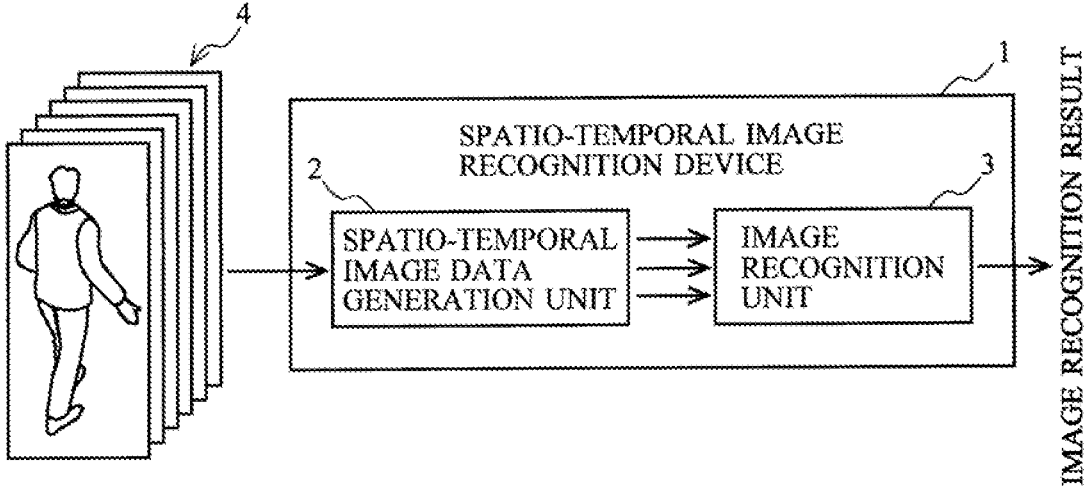 4
1
SPATIO-TEMPORAL IMAGE
RECOGNITION DEVICE
2
3
SPATIO-TEMPORAL
IMAGE DATA
GENERATION UNIT
IMAGE
RECOGNITION
UNIT
IMAGE RECOGNITION RESULT